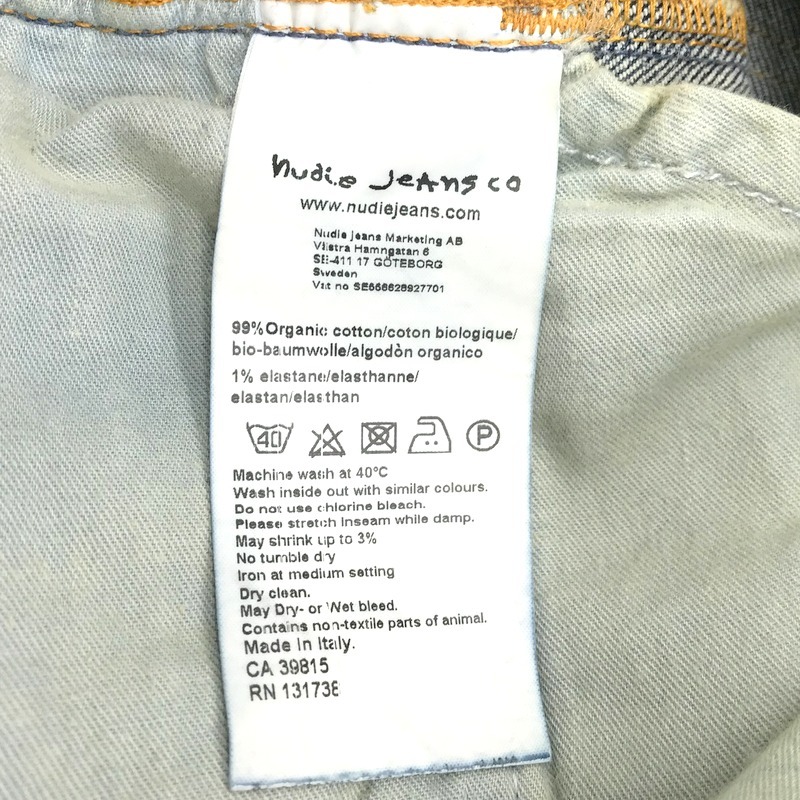 nudie jeans co
www.nudiejeans.com
Nudie Jeans Marketing AB
Västra Hamngatan 6
SE-411 17 GÖTEBORG
Sweden
Vat no SE556628927701
99%Organic cotton/coton biologique/
bio-baumwolle/algodòn organico
1% elastane/elasthanne/
elastan/elasthan
40
P
Machine wash at 40°C
Wash inside out with similar colours.
Do not use chlorine bleach.
Please stretch Inseam while damp.
May shrink up to 3%
No tumble dry
Iron at medium setting
Dry clean.
May Dry- or Wet bleed.
Contains non-textile parts of animal.
Made In Italy.
CA 39815
RN 131738